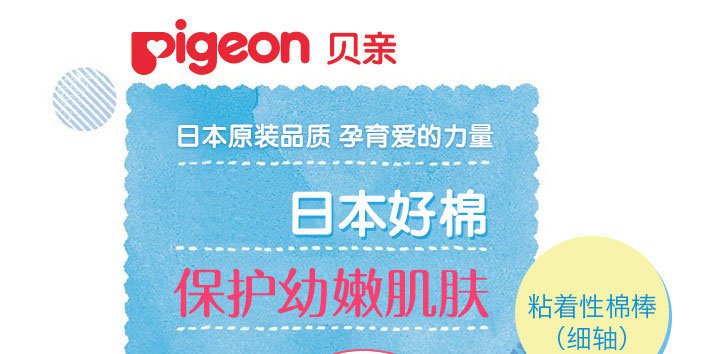 Pigeon 贝亲
日本原装品质 孕育爱的力量
日本好棉
保护幼嫩肌肤
粘着性棉棒
（细轴）